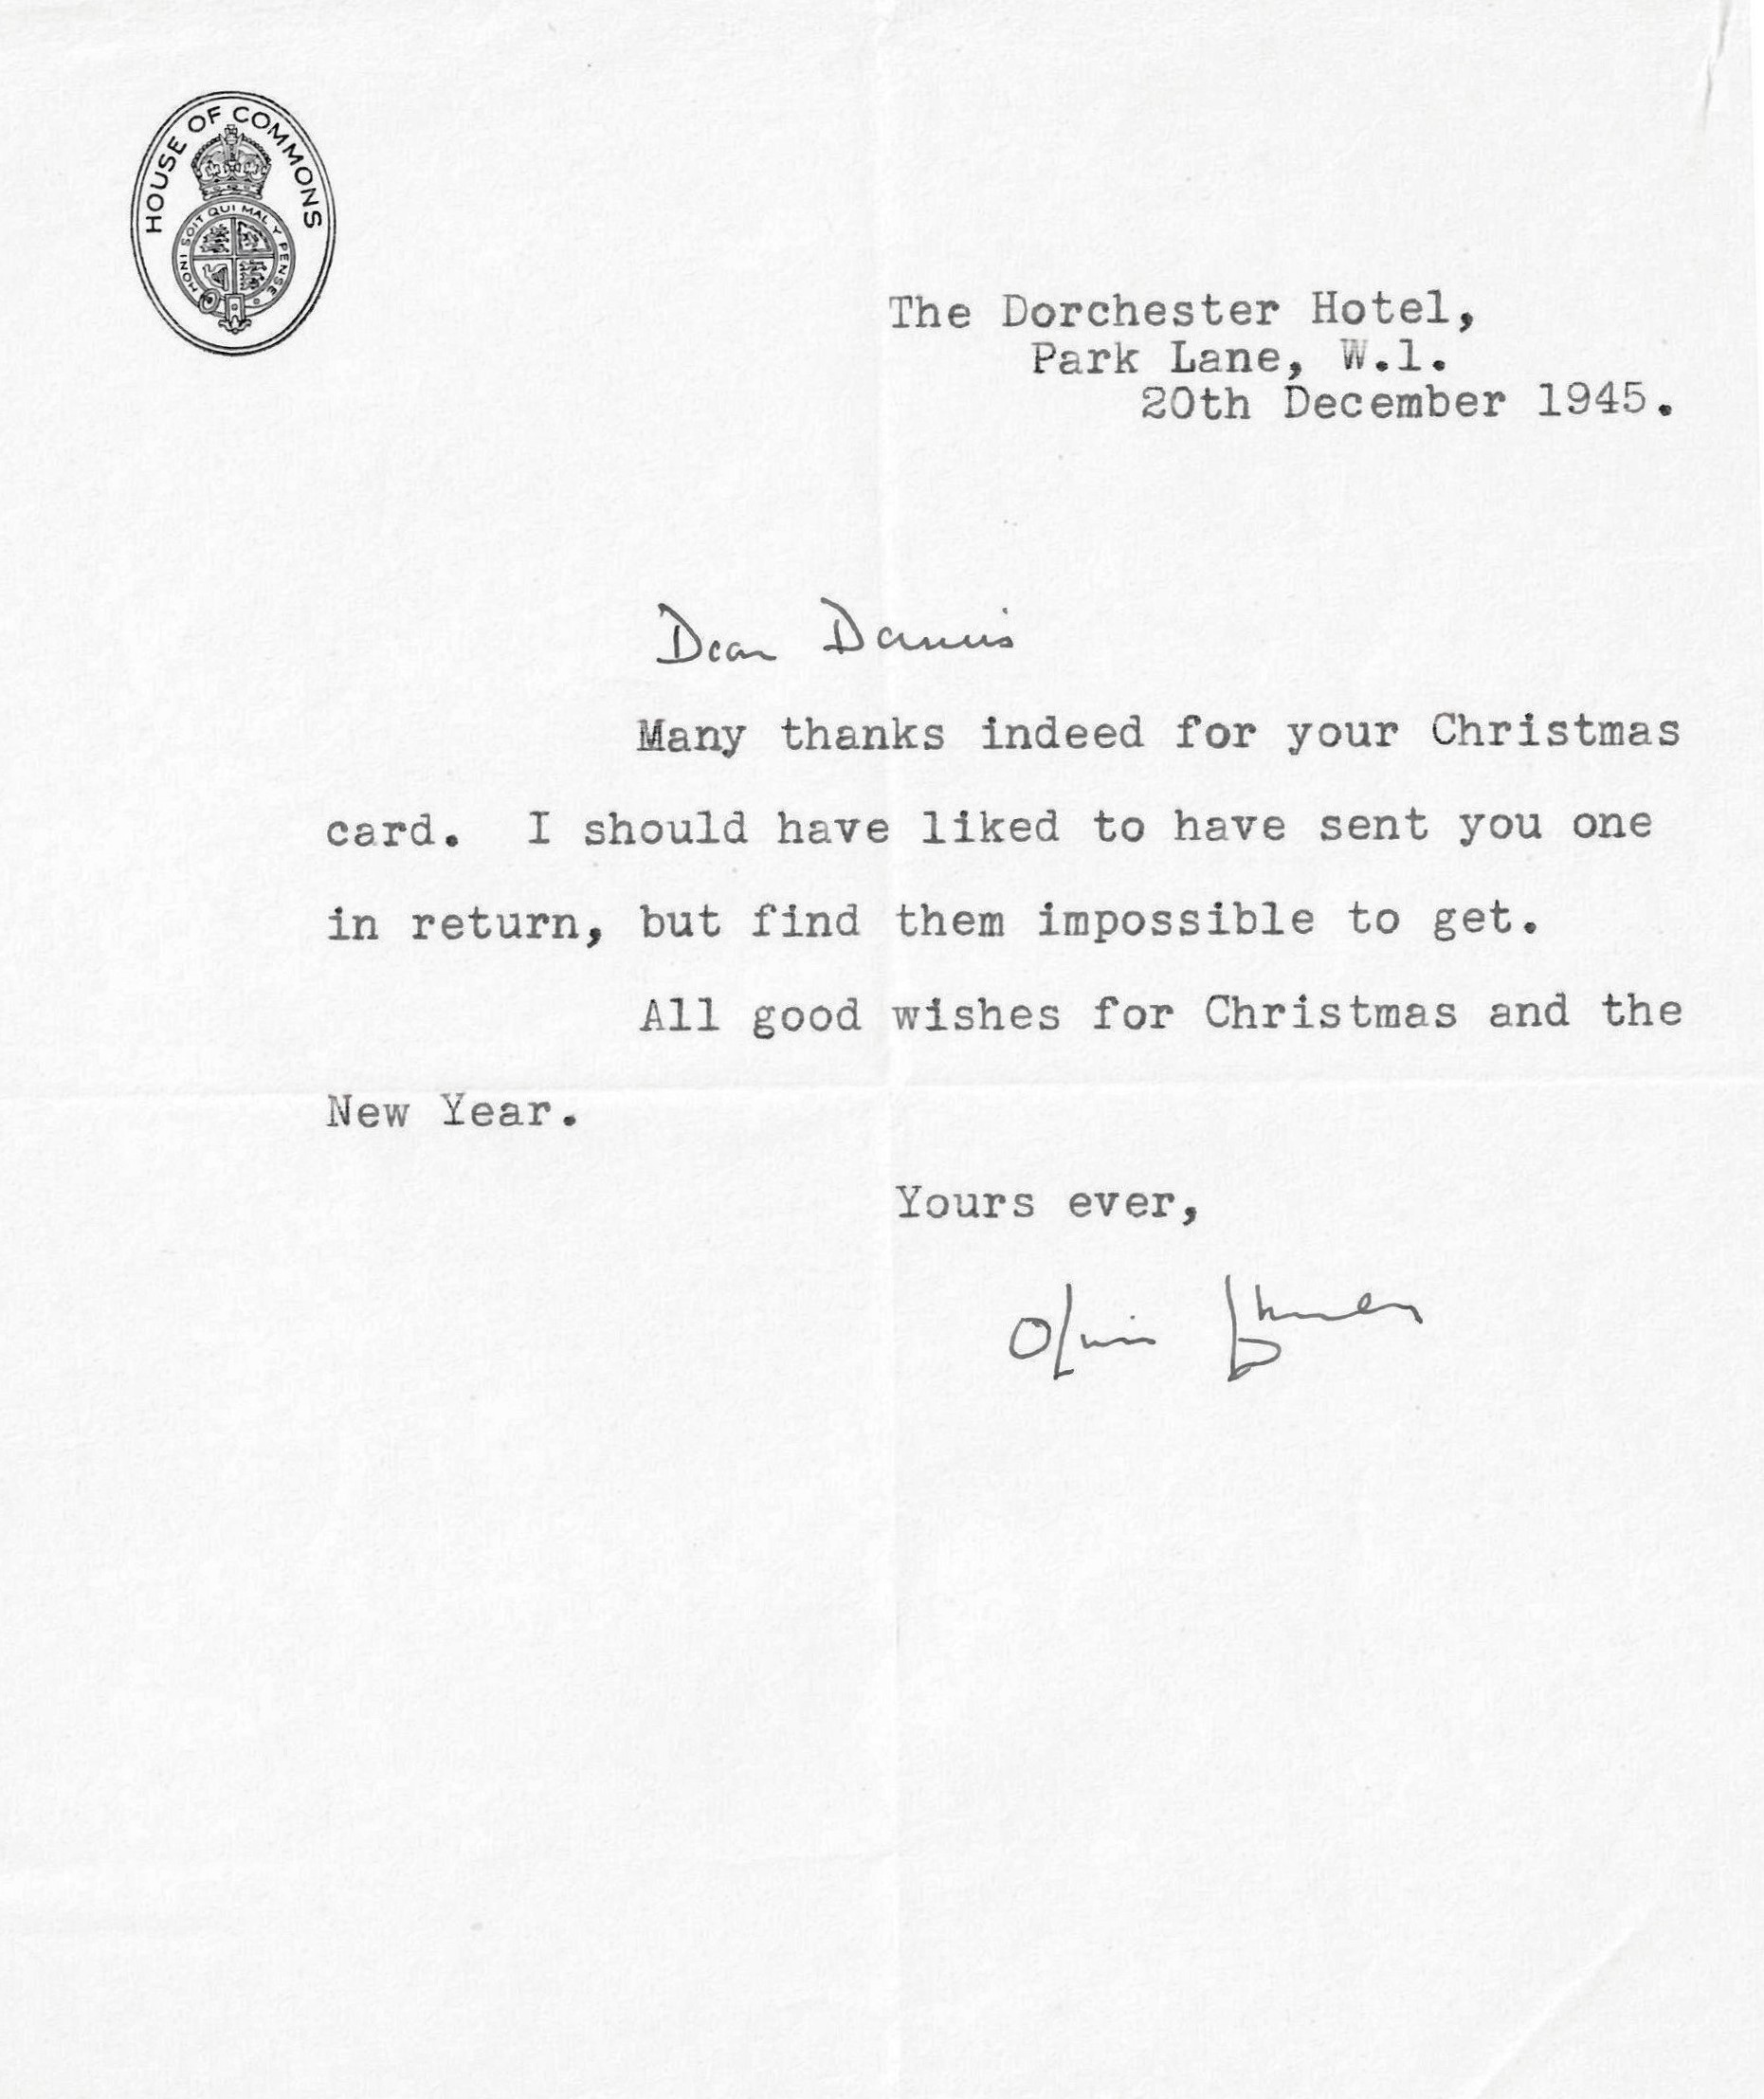 HOUSE OF COMMONS
HONI SOIT QUI MAL Y PENSE
The Dorchester Hotel,
Park Lane, W.1.
20th December 1945.
Dear Dennis
Many thanks indeed for your Christmas
card. I should have liked to have sent you one
in return, but find them impossible to get.
All good wishes for Christmas and the
New Year.
Yours ever,